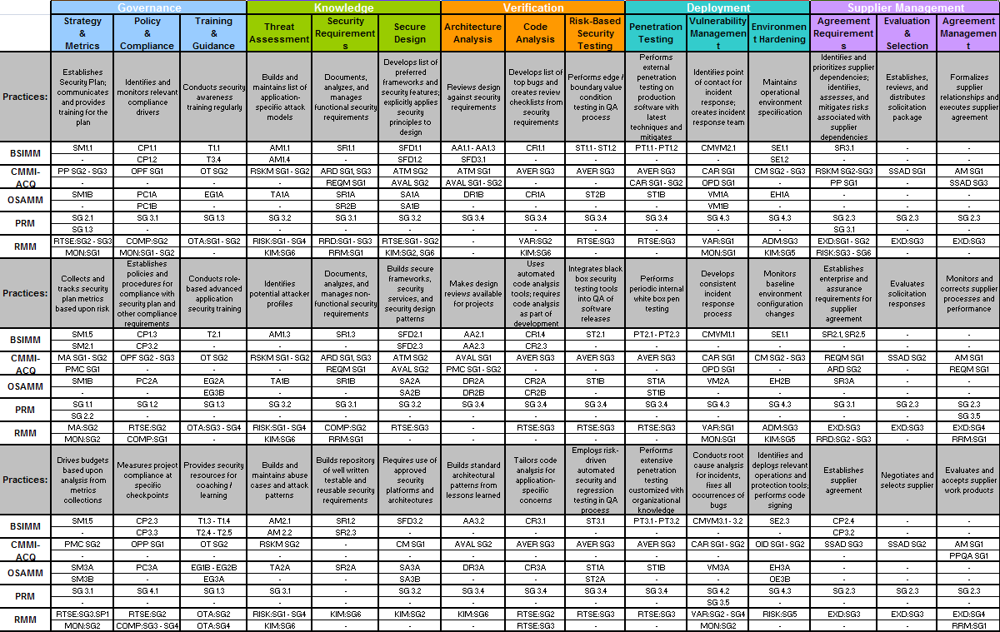 Governance Knowledge Verification Deployment Supplier Management
Strategy
&
Metrics
Policy
&
Compliance
Training
&
Guidance
Threat
Assessment
Security
Requirement
s
Secure
Design
Architecture
Analysis
Code
Analysis
Risk-Based
Security
Testing
Penetration
Testing
Vulnerability
Managemen
t
Environmen
t Hardening
Agreement
Requirement
s
Evaluation
&
Selection
Agreement
Managemen
t
Practices:
Establishes
Security Plan;
communicates
and provides
training for the
plan
Identifies and
monitors relevant
compliance
drivers
Conducts security
awareness
training regularly
Builds and
maintains list of
application-
specific attack
models
Documents,
analyzes, and
manages
functional security
requirements
Develops list of
preferred
frameworks and
security features;
explicitly applies
security
principles to
design
Reviews design
against security
requirements
Develops list of
top bugs and
creates review
checklists from
security
requirements
Performs edge /
boundary value
condition
testing in QA
process
Performs
external
penetration
testing on
production
software with
latest
techniques and
mitigates
Identifies point
of contact for
incident
response;
creates incident
response team
Maintains
operational
environment
specification
Identifies and
prioritizes supplier
dependencies;
identifies,
assesses, and
mitigates risks
associated with
supplier
dependencies
Establishes,
reviews, and
distributes
solicitation
package
Formalizes
supplier
relationships and
executes supplier
agreement
BSIMM
SM1.1 CP1.1 T1.1 AM1.1 SR1.1 SFD1.1 AA1.1 - AA1.3 CR1.1 ST1.1 - ST1.2 PT1.1 - PT1.2 CMVM2.1 SE1.1 SR3.1 - -
- CP1.2 T3.4 AM1.4 - SFD1.2 SFD3.1 - - - - SE1.2 - - -
CMMI-
ACQ
PP SG2 - SG3 OPF SG1 OT SG2 RSKM SG1 - SG2 ARD SG1, SG3 ATM SG2 ATM SG1 AVER SG3 AVER SG3 AVER SG3 CAR SG1 CM SG2 - SG3 RSKM SG2-SG3 SSAD SG1 AM SG1
- - - - REQM SG1 AVAL SG2 AVAL SG1 - SG2 - - CAR SG1 - SG2 OPD SG1 - PP SG1 - SSAD SG3
OSAMM
SM1B PC1A EG1A TA1A SR1A SA1A DR1B CR1A ST2B ST1B VM1A EH1A - - -
- PC1B - - SR2B SA1B - - - - VM1B - - - -
PRM
SG 2.1 SG 3.1 SG 1.3 SG 3.2 SG 3.1 SG 3.2 SG 3.4 SG 3.4 SG 3.4 SG 3.4 SG 4.3 SG 4.3 SG 2.3 SG 2.3 SG 2.3
SG 1.3 - - - - - - - - - - - SG 3.1 - -
RMM
RTSE:SG2 - SG3 COMP:SG2 OTA:SG1 - SG2 RISK:SG1 - SG4 RRD:SG1 - SG3 RTSE:SG1 - SG2 - VAR:SG2 RTSE:SG3 RTSE:SG3 VAR:SG1 ADM:SG3 EXD:SG1 - SG2 EXD:SG3 EXD:SG3
MON:SG1 MON:SG1 - SG2 - KIM:SG6 RRM:SG1 KIM:SG2, SG6 - KIM:SG6 - - MON:SG1 KIM:SG5 RISK:SG3 - SG6 - -
Practices:
Collects and
tracks security
plan metrics
based upon risk
Establishes
policies and
procedures for
compliance with
security plan and
other compliance
requirements
Conducts role-
based advanced
application
security training
Identifies
potential attacker
profiles
Documents,
analyzes, and
manages non-
functional security
requirements
Builds secure
frameworks,
security
services, and
security design
patterns
Makes design
reviews available
for projects
Uses
automated
code analysis
tools; requires
code analysis
as part of
development
Integrates black
box security
testing tools
into QA of
software
releases
Performs
periodic internal
white box pen
testing
Develops
consistent
incident
response
process
Monitors
baseline
environment
configuration
changes
Establishes
enterprise and
assurance
requirements for
supplier
agreement
Evaluates
solicitation
responses
Monitors and
corrects supplier
processes and
performance
BSIMM
SM1.5 CP1.3 T2.1 AM1.3 SR1.3 SFD2.1 AA2.1 CR1.4 ST2.1 PT2.1 - PT2.3 CMVM1.1 SE1.1 SR2.1, SR2.5 - -
SM2.1 CP3.2 - - - SFD2.3 AA2.3 CR2.3 - - - - - - -
CMMI-
ACQ
MA SG1 - SG2 OPF SG2 - SG3 OT SG2 RSKM SG1 - SG2 ARD SG1, SG3 ATM SG2 AVAL SG1 AVER SG3 AVER SG3 AVER SG3 CAR SG1 CM SG2 - SG3 REQM SG1 SSAD SG2 AM SG1
PMC SG1 - - - REQM SG1 AVAL SG2 PMC SG1 - SG2 - - - OPD SG1 - ARD SG2 - REQM SG1
OSAMM
SM1B PC2A EG2A TA1B SR1B SA2A DR2A CR2A ST1B ST1A VM2A EH2B SR3A - -
- - EG3B - - SA2B DR2B CR2B - ST1B - - - - -
PRM
SG 1.1 SG 1.2 SG 1.3 SG 3.2 SG 3.1 SG 3.2 SG 3.4 SG 3.4 SG 3.4 SG 3.4 SG 4.3 SG 4.3 SG 3.1 SG 2.3 SG 2.3
SG 2.2 - - - - - - - - - - - - - SG 3.5
RMM
MA:SG2 RTSE:SG2 OTA:SG3 - SG4 RISK:SG1 - SG4 COMP:SG2 RTSE:SG3 - RTSE:SG3 RTSE:SG3 RTSE:SG3 VAR:SG1 ADM:SG3 EXD:SG3 EXD:SG3 EXD:SG4
MON:SG2 COMP:SG1 - KIM:SG6 RRM:SG1 - - - - - MON:SG1 KIM:SG5 RRD:SG2 - SG3 - RRM:SG1
Practices:
Drives budgets
based upon
analysis from
metrics
collections
Measures project
compliance at
specific
checkpoints
Provides security
resources for
coaching /
learning
Builds and
maintains abuse
cases and attack
patterns
Builds repository
of well written
testable and
reusable security
requirements
Requires use of
approved
security
platforms and
architectures
Builds standard
architectural
patterns from
lessons learned
Tailors code
analysis for
application-
specific
concerns
Employs risk-
driven
automated
security and
regression
testing in QA
process
Performs
extensive
penetration
testing
customized with
organizational
knowledge
Conducts root
cause analysis
for incidents,
fixes all
occurrences of
bugs
Identifies and
deploys relevant
operations and
protection tools;
performs code
signing
Establishes
supplier
agreement
Negotiates and
selects supplier
Evaluates and
accepts supplier
work products
BSIMM
SM1.5 CP2.3 T1.3 - T1.4 AM2.1 SR1.2 SFD3.2 AA3.2 CR3.1 ST3.1 PT3.1 - PT3.2 CMVM3.1 - 3.2 SE2.3 CP2.4 - -
- CP3.3 T2.4 - T2.5 AM 2.2 SR2.3 - - - - - - - CP3.2 - -
CMMI-
ACQ
PMC SG2 OPP SG1 OT SG2 RSKM SG2 - CM SG1 AVAL SG2 AVER SG3 AVER SG3 AVER SG3 CAR SG1 - SG2 OID SG1 - SG2 SSAD SG3 SSAD SG2 AM SG1
- - - - - - - - - - - - - - PPQA SG1
OSAMM
SM3A PC3A EG1B - EG2B TA2A SR2A SA3A DR3A CR3A ST1A ST1B VM3A EH3A - - -
SM3B - EG3A - - SA3B - - ST2A - - OE3B - - -
PRM
SG 3.1 SG 4.1 SG 1.3 SG 3.1 - SG 3.2 SG 3.4 SG 3.4 SG 3.4 SG 3.4 SG 4.2 SG 4.3 SG 2.3 SG 2.3 SG 2.3
- - - - - - - - - - SG 3.5 - - - -
RMM
RTSE:SG3.SP1 RTSE:SG2 OTA:SG2 RISK:SG1 - SG4 KIM:SG6 KIM:SG2 KIM:SG6 RTSE:SG2 RTSE:SG3 RTSE:SG3 VAR:SG2 - SG4 RISK:SG5 EXD:SG3 EXD:SG3 EXD:SG4
MON:SG2 COMP:SG3 - SG4 OTA:SG4 KIM:SG6 - - - RTSE:SG3 - - MON:SG2 - - - RRM:SG1